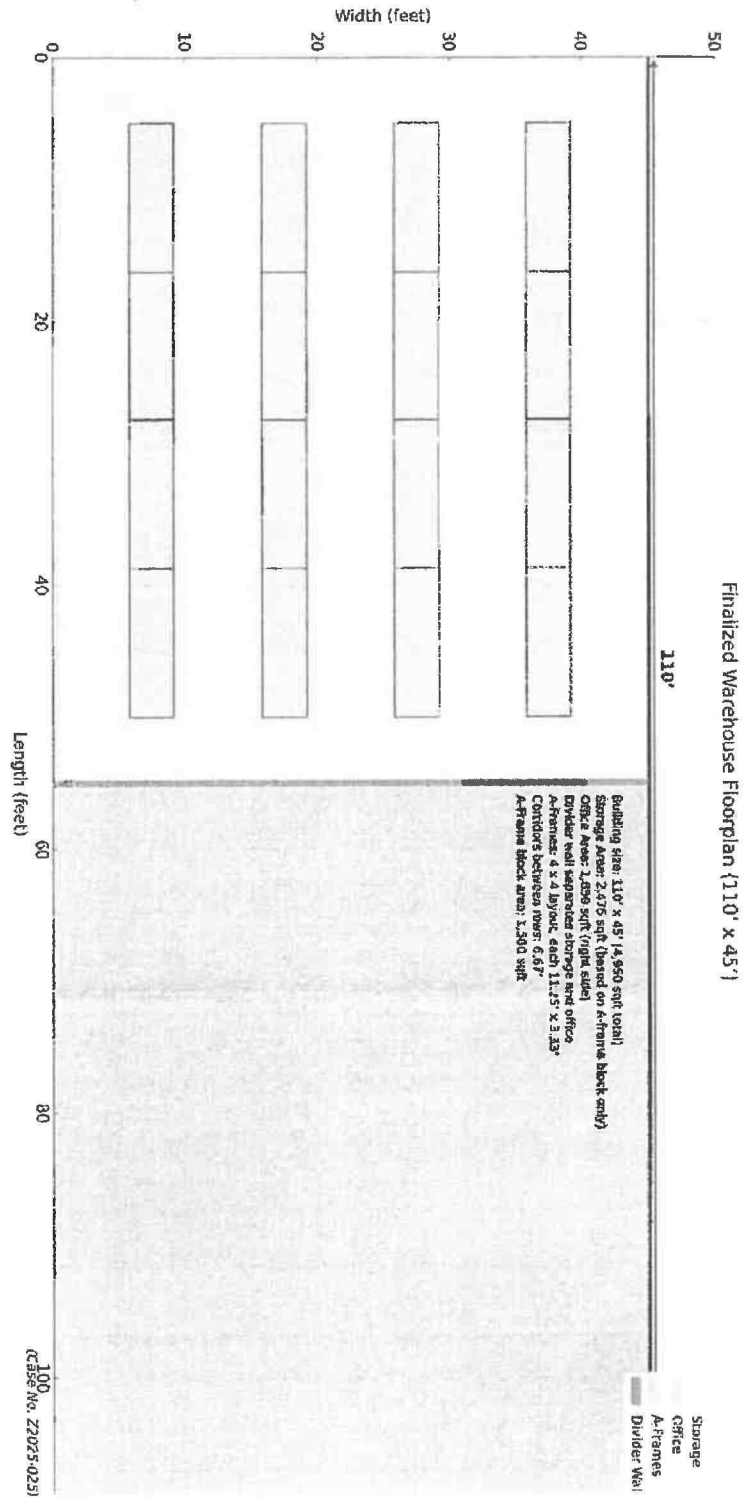 Finalized Warehouse Floorplan (110' x 45')
110'
Storage
Office
A-Frames
Divider Wal
Building size: 110' x 45' (4,950 sqft total)
Storage Area: 2,475 sqft (based on A-frame block only)
Office Area: sqft (right side)
Divider wall separates storage and office
A-Frames: 4 x 4 layout, each 11.25' x 3.33'
Corridors between rows: 6.67'
A-Frame block area: 1,500 sqft
Width (feet)
50
40
30
20
10
0
0
20
40
60
80
100
Length (feet)
(Case No. Z2025-025)